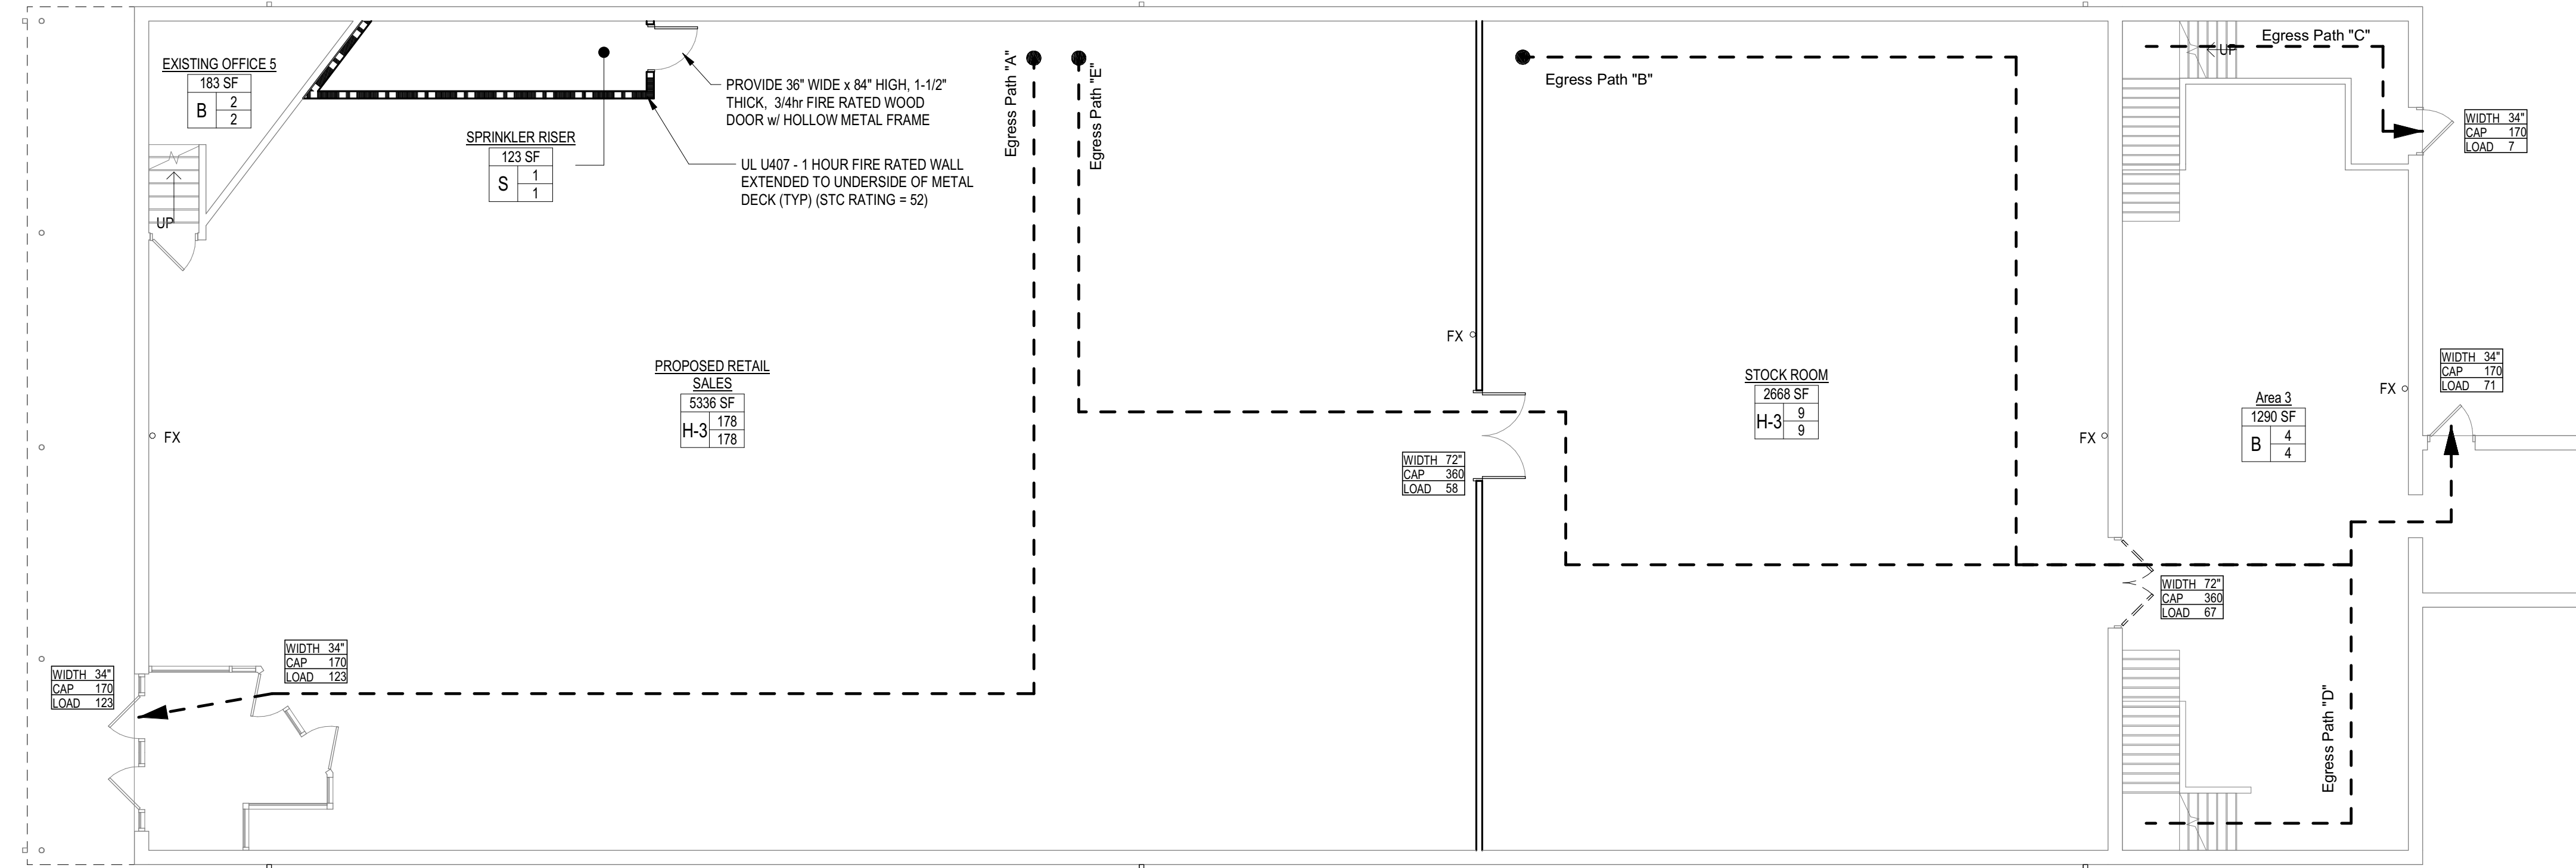 EXISTING OFFICE 5
183 SF
B
2
2
UP
SPRINKLER RISER
123 SF
S
1
1
PROVIDE 36" WIDE x 84" HIGH, 1-1/2"
THICK, 3/4hr FIRE RATED WOOD
DOOR w/ HOLLOW METAL FRAME
UL U407 - 1 HOUR FIRE RATED WALL
EXTENDED TO UNDERSIDE OF METAL
DECK (TYP) (STC RATING = 52)
Egress Path "A"
Egress Path "E"
Egress Path "B"
UP
Egress Path "C"
WIDTH 34"
CAP 170
LOAD 7
FX
PROPOSED RETAIL
SALES
5336 SF
H-3
178
178
FX
WIDTH 72"
CAP 360
LOAD 58
STOCK ROOM
2668 SF
H-3
9
9
FX
Area 3
1290 SF
B
4
4
FX
WIDTH 34"
CAP 170
LOAD 71
WIDTH 72"
CAP 360
LOAD 67
Egress Path "D"
WIDTH 34"
CAP 170
LOAD 123
WIDTH 34"
CAP 170
LOAD 123